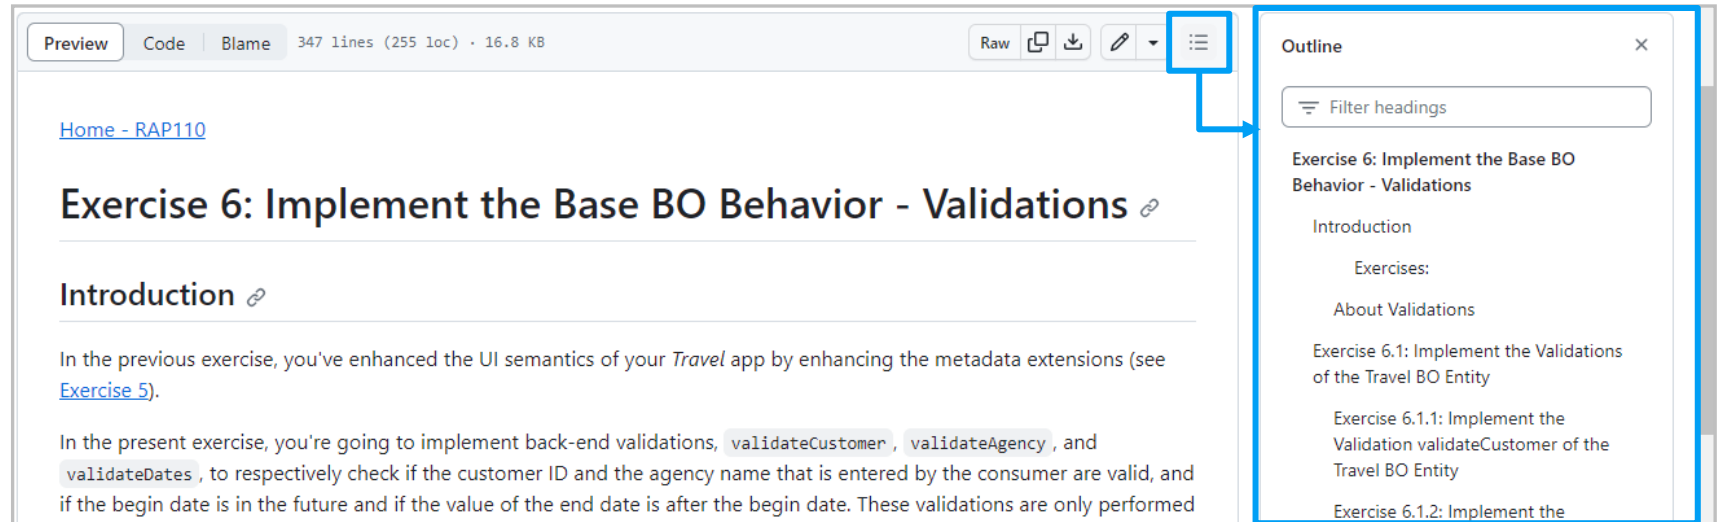 Preview Code Blame 347 lines (255 loc) · 16.8 KB Raw
Home - RAP110
Exercise 6: Implement the Base BO Behavior - Validations
Introduction
In the previous exercise, you've enhanced the UI semantics of your Travel app by enhancing the metadata extensions (see
Exercise 5).
In the present exercise, you're going to implement back-end validations, validateCustomer, validateAgency, and
validateDates, to respectively check if the customer ID and the agency name that is entered by the consumer are valid, and
if the begin date is in the future and if the value of the end date is after the begin date. These validations are only performed
Outline
Filter headings
Exercise 6: Implement the Base BO
Behavior - Validations
Introduction
Exercises:
About Validations
Exercise 6.1: Implement the Validations
of the Travel BO Entity
Exercise 6.1.1: Implement the
Validation validateCustomer of the
Travel BO Entity
Exercise 6.1.2: Implement the